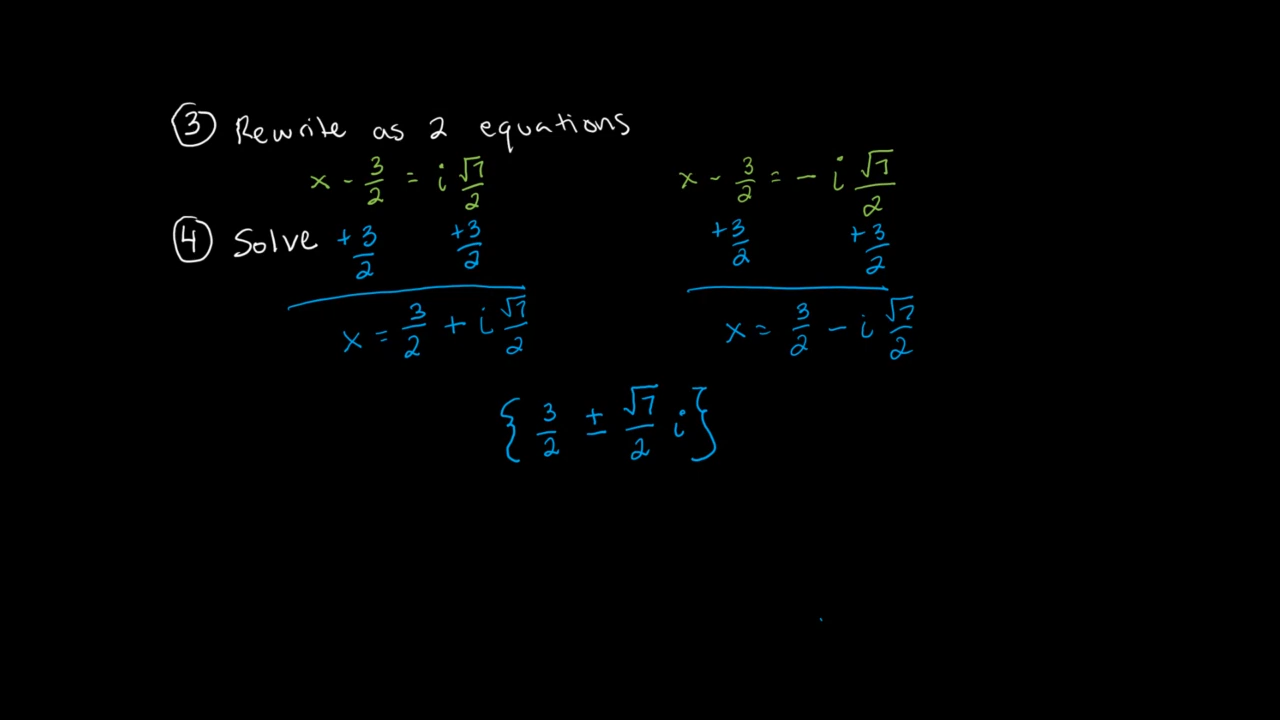 ③ Rewrite as 2 equations
x - 3/2 = i √7/2    x - 3/2 = - i √7/2
④ Solve +3/2 +3/2    +3/2 +3/2
x = 3/2 + i √7/2    x = 3/2 - i √7/2
{ 3/2 ± √7/2 i }